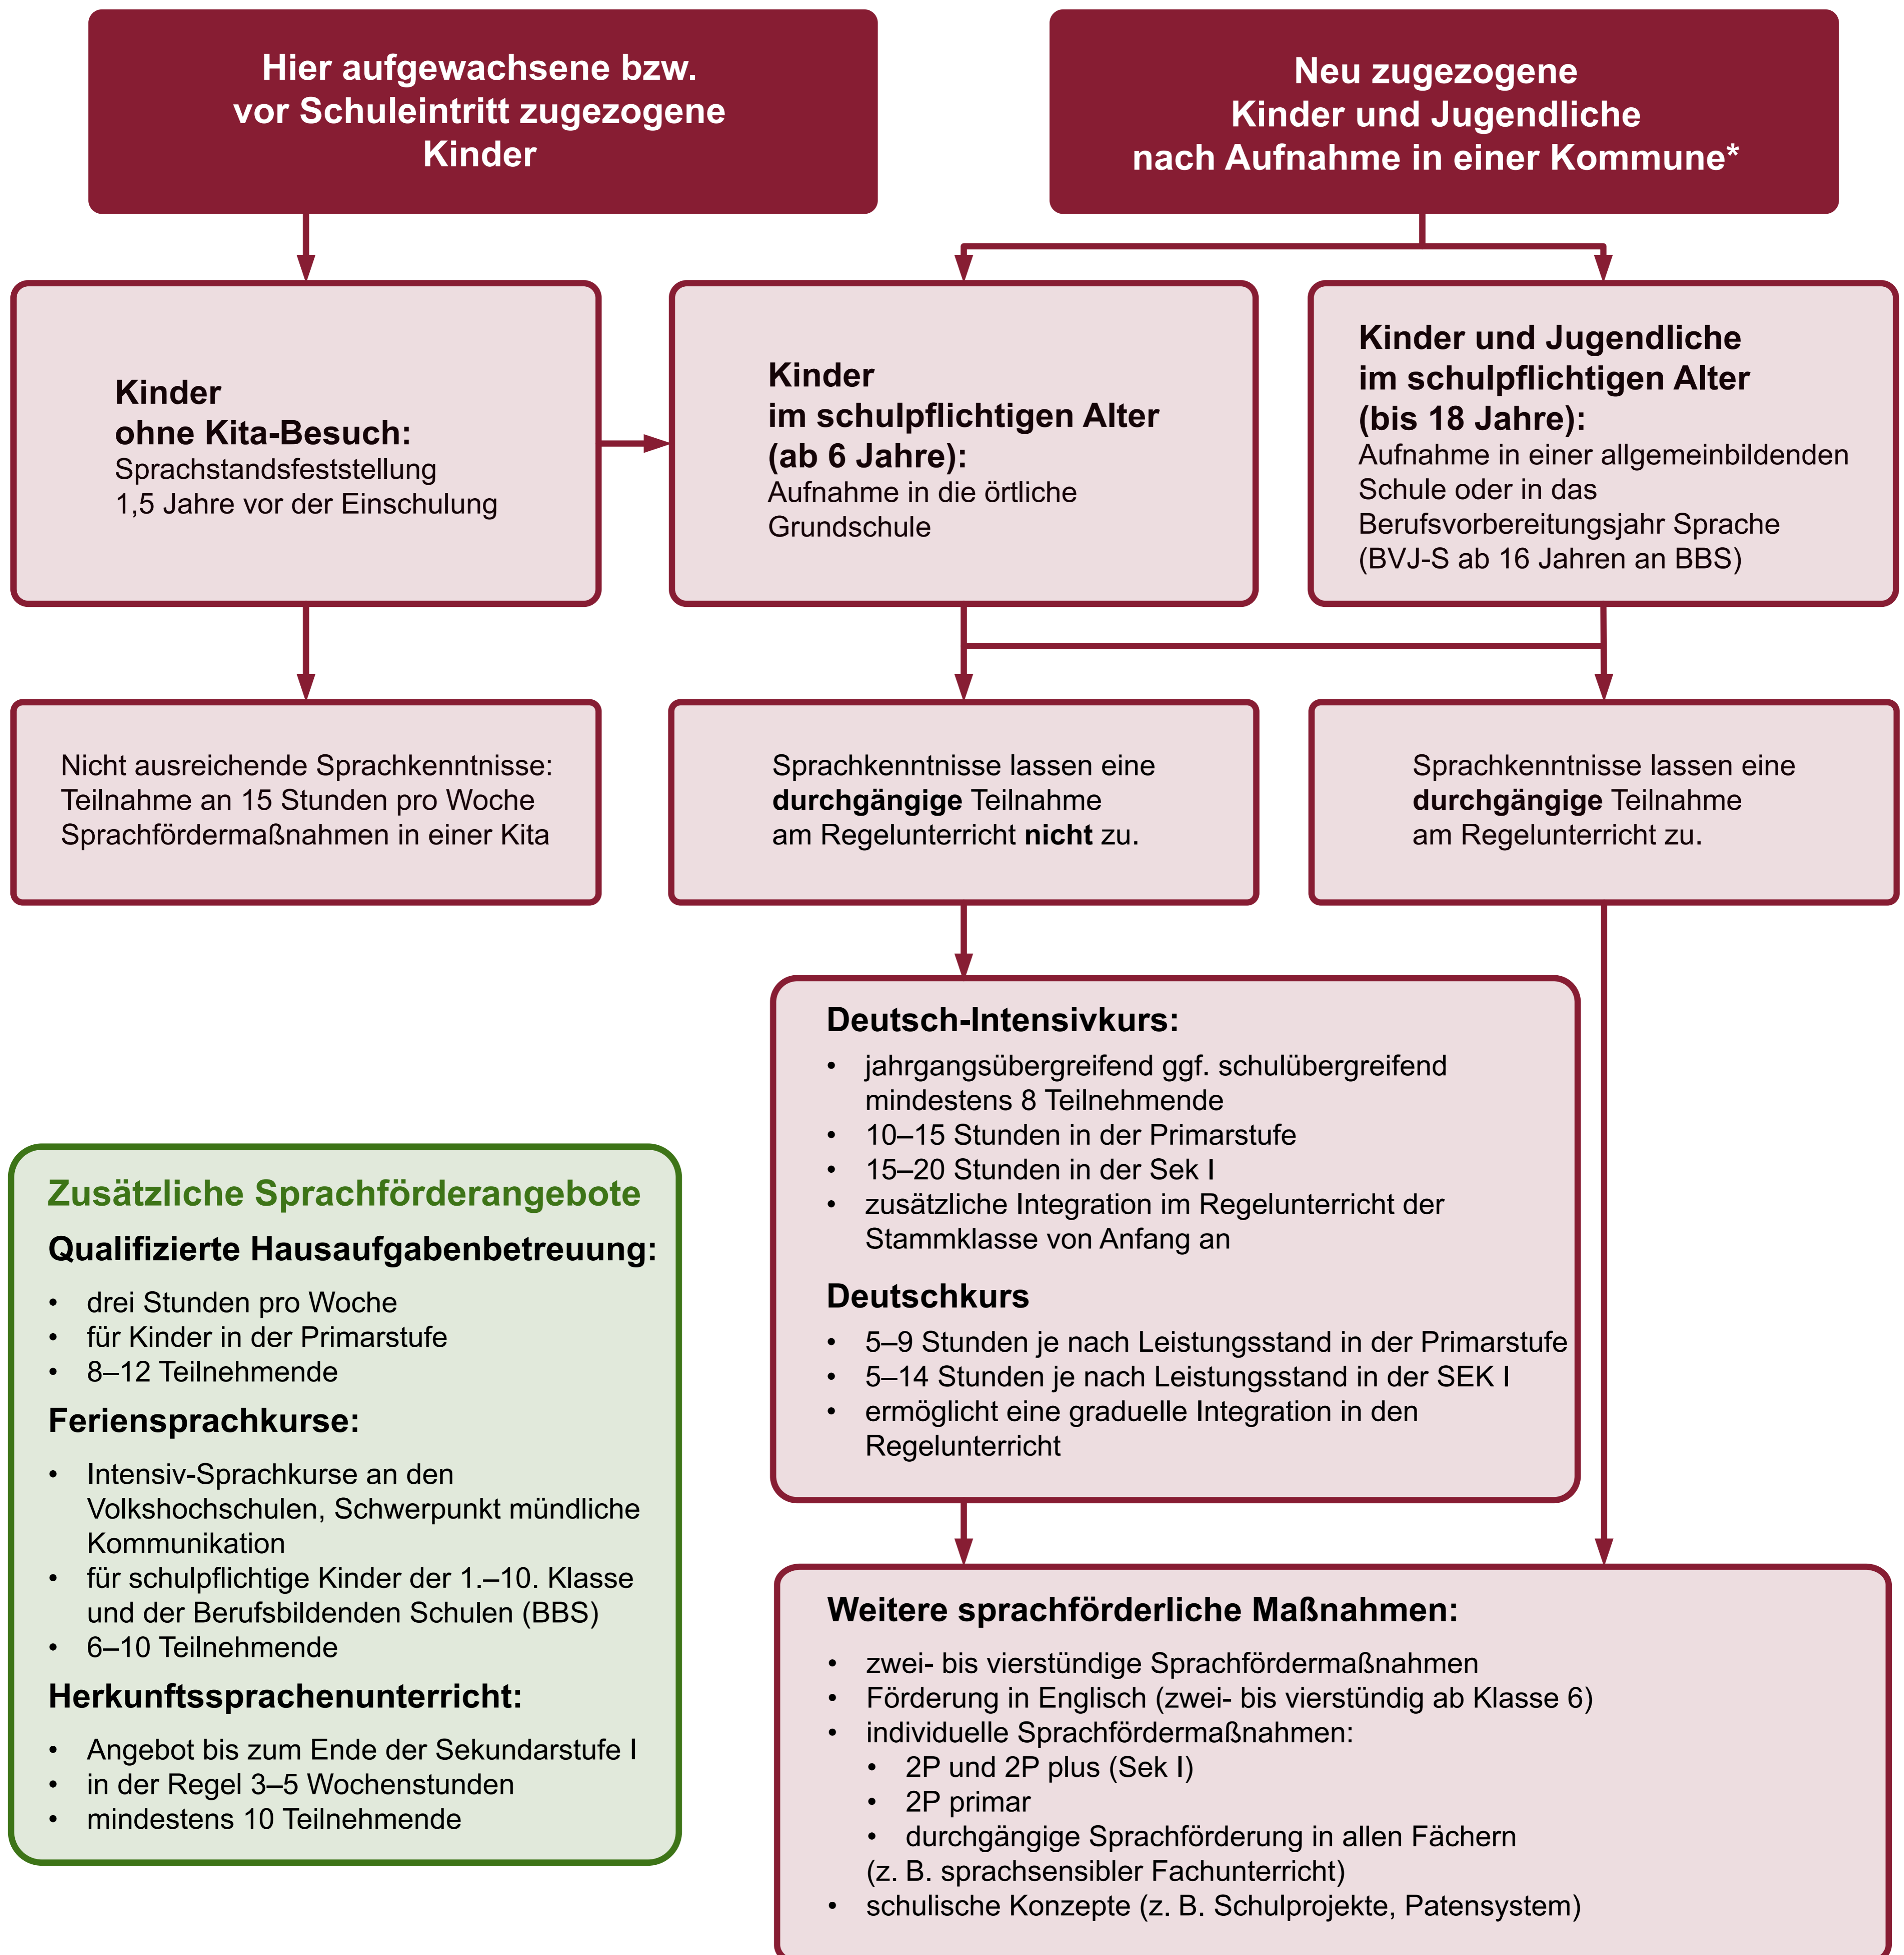 Hier aufgewachsene bzw.
vor Schuleintritt zugezogene
Kinder
Neu zugezogene
Kinder und Jugendliche
nach Aufnahme in einer Kommune*
Kinder
ohne Kita-Besuch:
Sprachstandsfeststellung
1,5 Jahre vor der Einschulung
Kinder
im schulpflichtigen Alter
(ab 6 Jahre):
Aufnahme in die örtliche
Grundschule
Kinder und Jugendliche
im schulpflichtigen Alter
(bis 18 Jahre):
Aufnahme in einer allgemeinbildenden
Schule oder in das
Berufsvorbereitungsjahr Sprache
(BVJ-S ab 16 Jahren an BBS)
Nicht ausreichende Sprachkenntnisse:
Teilnahme an 15 Stunden pro Woche
Sprachfördermaßnahmen in einer Kita
Sprachkenntnisse lassen eine
durchgängige Teilnahme
am Regelunterricht nicht zu.
Sprachkenntnisse lassen eine
durchgängige Teilnahme
am Regelunterricht zu.
Deutsch-Intensivkurs:
• jahrgangsübergreifend ggf. schulübergreifend
mindestens 8 Teilnehmende
• 10–15 Stunden in der Primarstufe
• 15–20 Stunden in der Sek I
• zusätzliche Integration im Regelunterricht der
Stammklasse von Anfang an
Deutschkurs
• 5–9 Stunden je nach Leistungsstand in der Primarstufe
• 5–14 Stunden je nach Leistungsstand in der SEK I
• ermöglicht eine graduelle Integration in den
Regelunterricht
Zusätzliche Sprachförderangebote
Qualifizierte Hausaufgabenbetreuung:
• drei Stunden pro Woche
• für Kinder in der Primarstufe
• 8–12 Teilnehmende
Feriensprachkurse:
• Intensiv-Sprachkurse an den
Volkshochschulen, Schwerpunkt mündliche
Kommunikation
• für schulpflichtige Kinder der 1.–10. Klasse
und der Berufsbildenden Schulen (BBS)
• 6–10 Teilnehmende
Herkunftssprachenunterricht:
• Angebot bis zum Ende der Sekundarstufe I
• in der Regel 3–5 Wochenstunden
• mindestens 10 Teilnehmende
Weitere sprachförderliche Maßnahmen:
• zwei- bis vierstündige Sprachfördermaßnahmen
• Förderung in Englisch (zwei- bis vierstündig ab Klasse 6)
• individuelle Sprachfördermaßnahmen:
• 2P und 2P plus (Sek I)
• 2P primar
• durchgängige Sprachförderung in allen Fächern
(z. B. sprachsensibler Fachunterricht)
• schulische Konzepte (z. B. Schulprojekte, Patensystem)